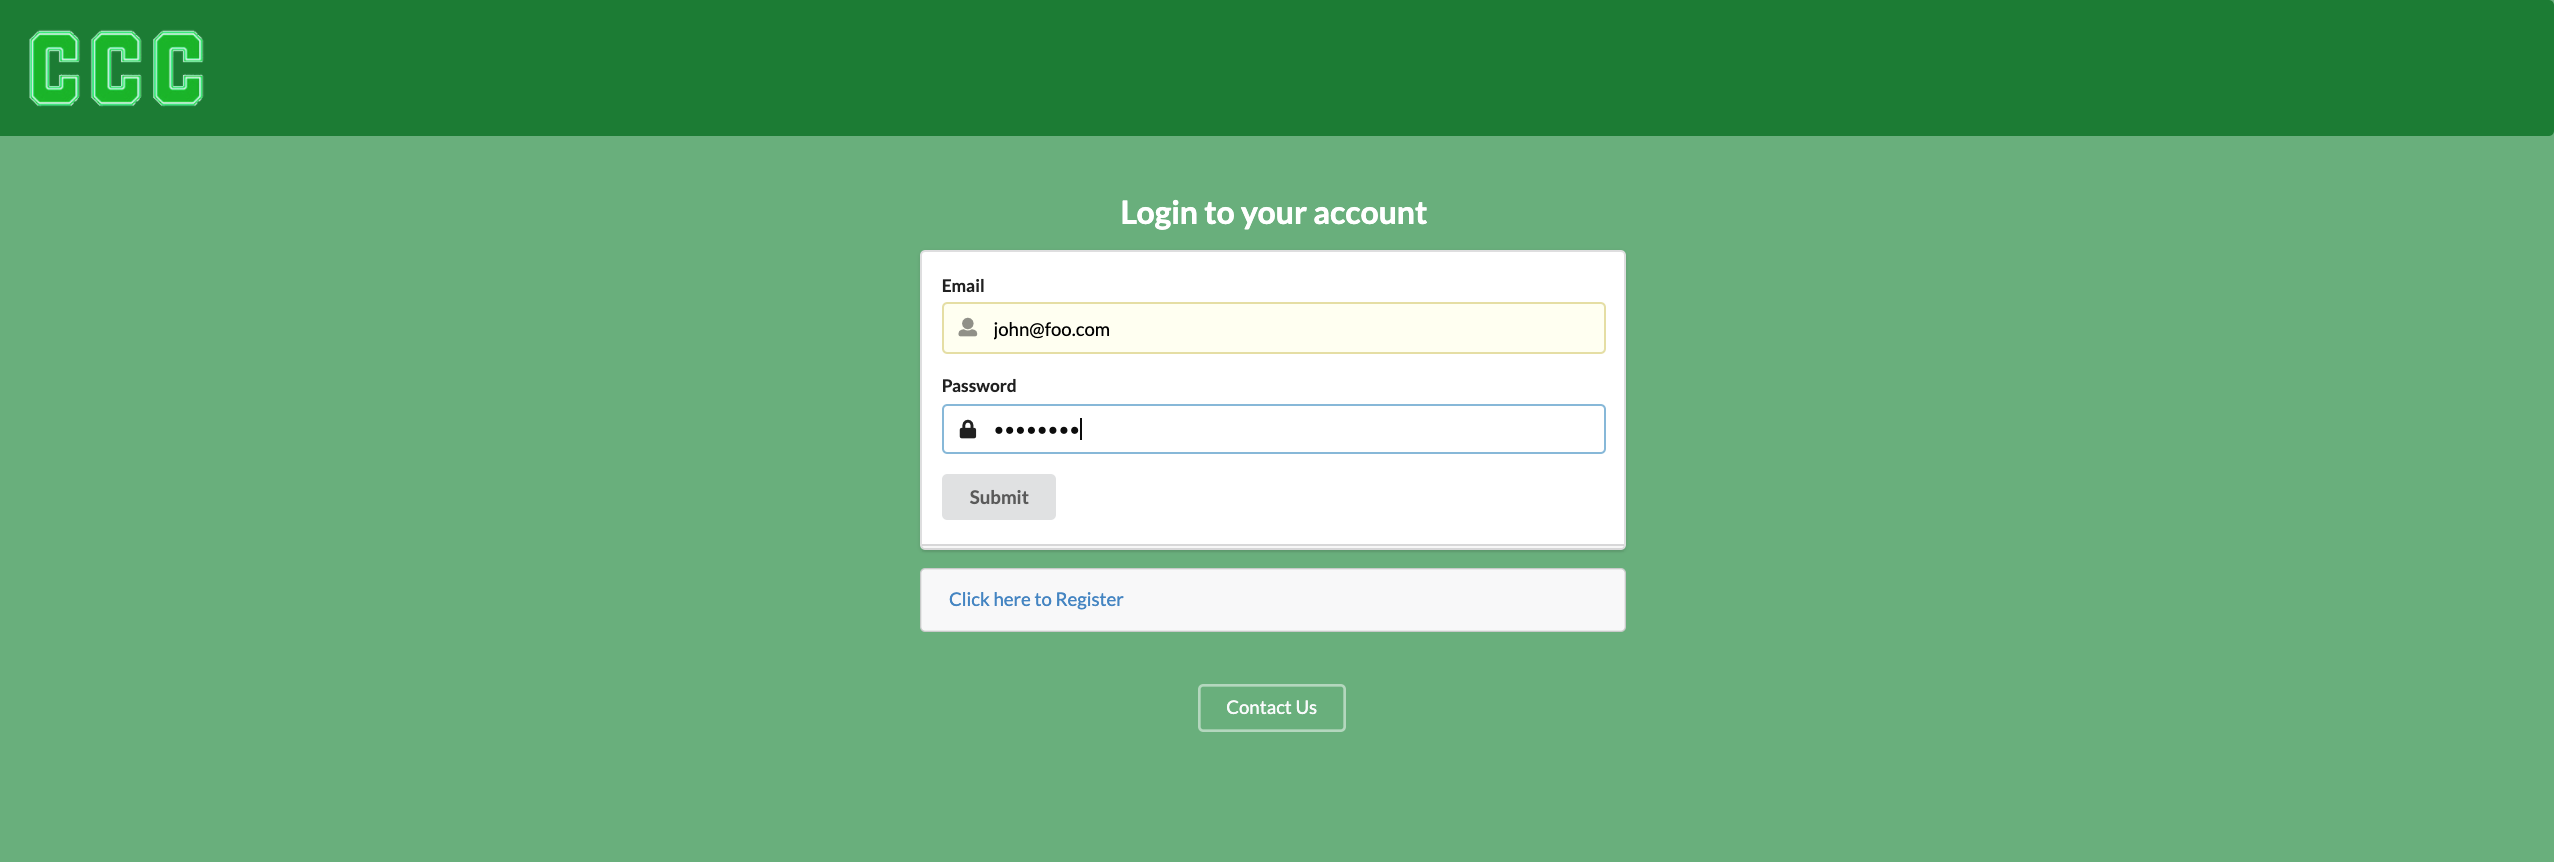 CCC
Login to your account
Email
john@foo.com
Password
••••••••
Submit
Click here to Register
Contact Us